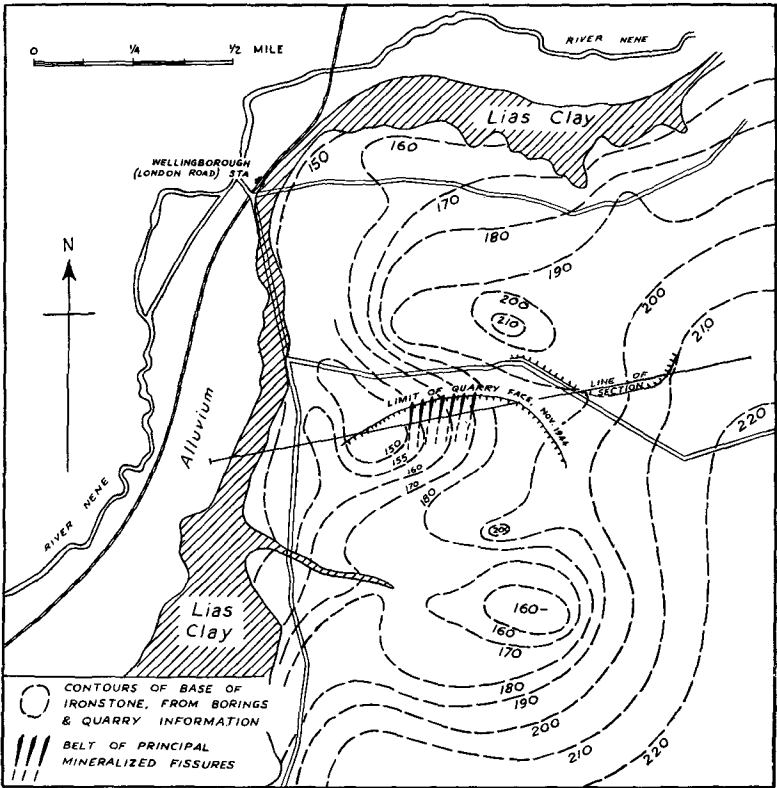 0 1/4 1/2 MILE
RIVER NENE
Lias Clay
WELLINGBOROUGH
(LONDON ROAD) STA
150
160
170
180
190
200
210
200
210
N
LINE OF
SECTION
LIMIT OF QUARRY FACE, NOV. 1944
220
Alluvium
150
155
160
170
180
200
RIVER NENE
160-
160
170
Lias
Clay
180
190
200
210
220
CONTOURS OF BASE OF
IRONSTONE, FROM BORINGS
& QUARRY INFORMATION
BELT OF PRINCIPAL
MINERALIZED FISSURES